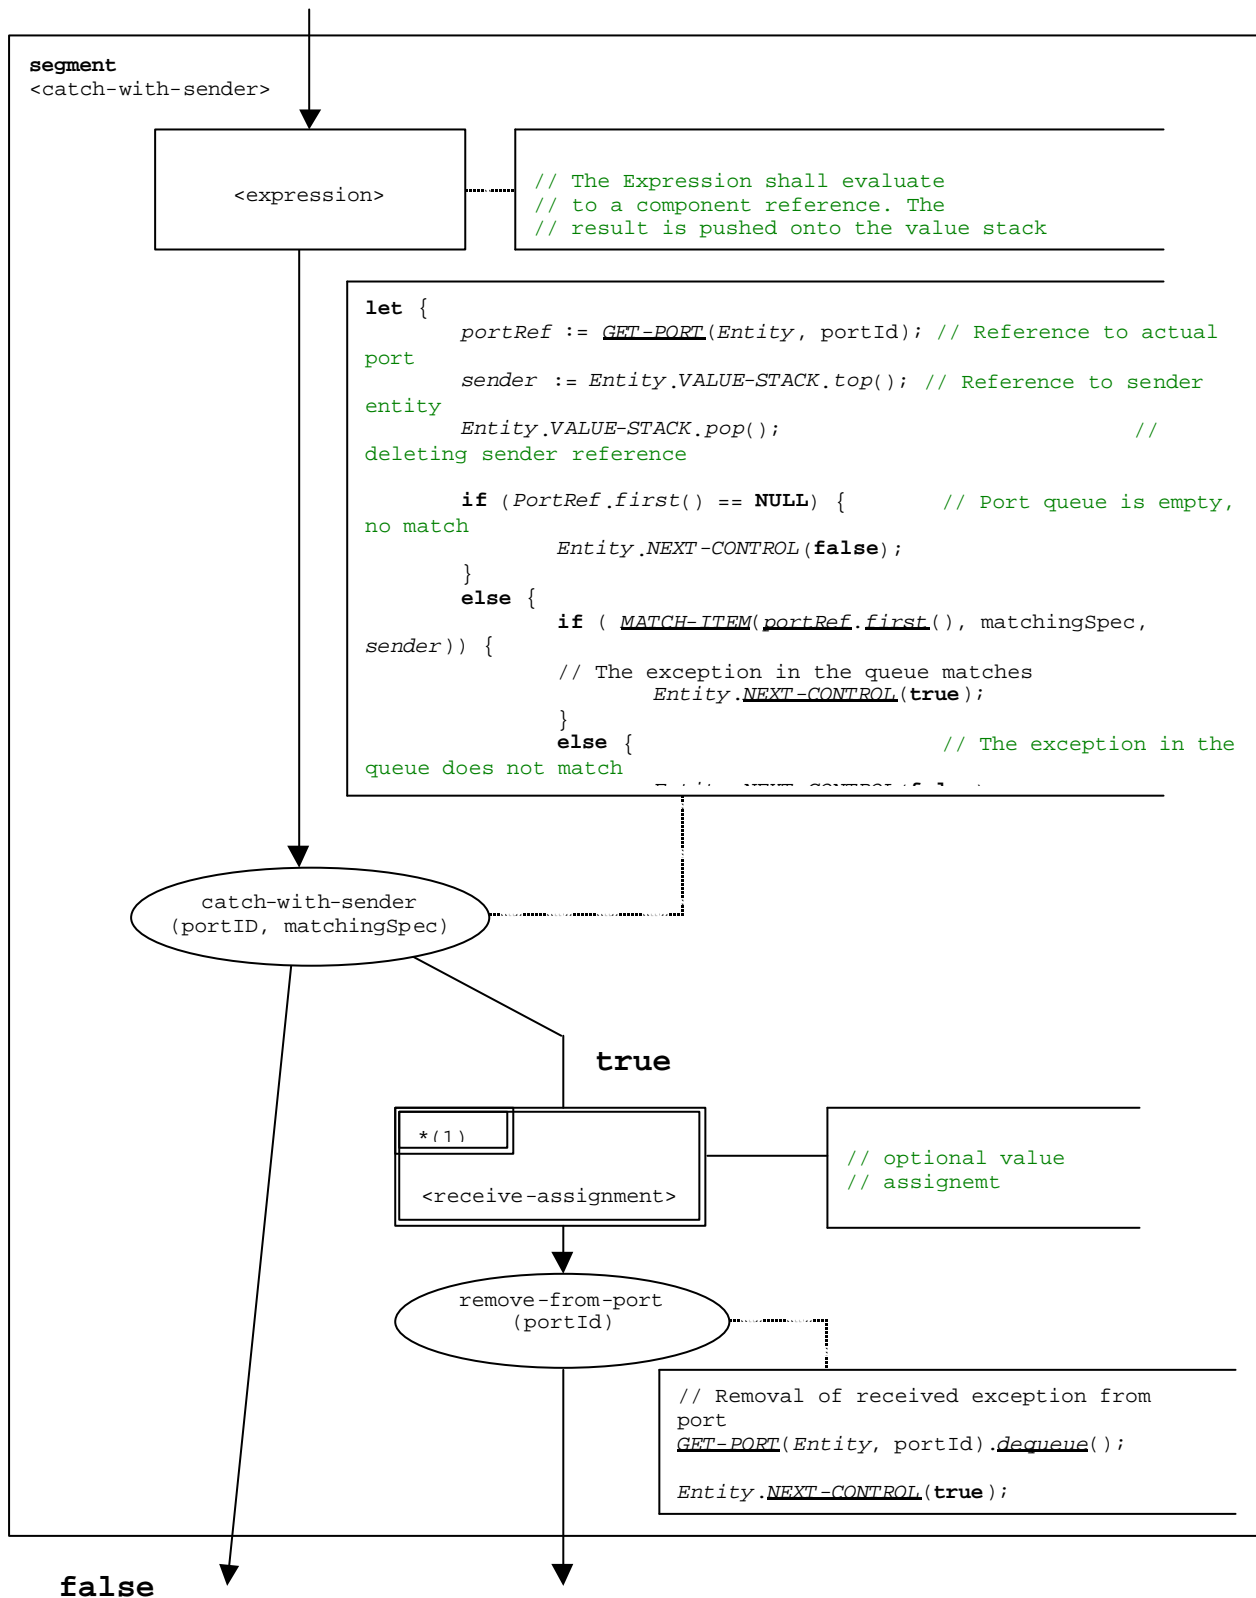 segment
<catch-with-sender>
<expression>
// The Expression shall evaluate
// to a component reference. The
// result is pushed onto the value stack
let {
portRef := GET-PORT(Entity, portId); // Reference to actual
port
sender := Entity.VALUE-STACK.top(); // Reference to sender
entity
Entity.VALUE-STACK.pop(); //
deleting sender reference
if (PortRef.first() == NULL) { // Port queue is empty,
no match
Entity.NEXT-CONTROL(false);
}
else {
if ( MATCH-ITEM(portRef.first(), matchingSpec,
sender)) {
// The exception in the queue matches
Entity.NEXT-CONTROL(true);
}
else { // The exception in the
queue does not match
catch-with-sender
(portID, matchingSpec)
true
*(1)
<receive-assignment>
// optional value
// assignemt
remove-from-port
(portId)
// Removal of received exception from
port
GET-PORT(Entity, portId).dequeue();
Entity.NEXT-CONTROL(true);
false